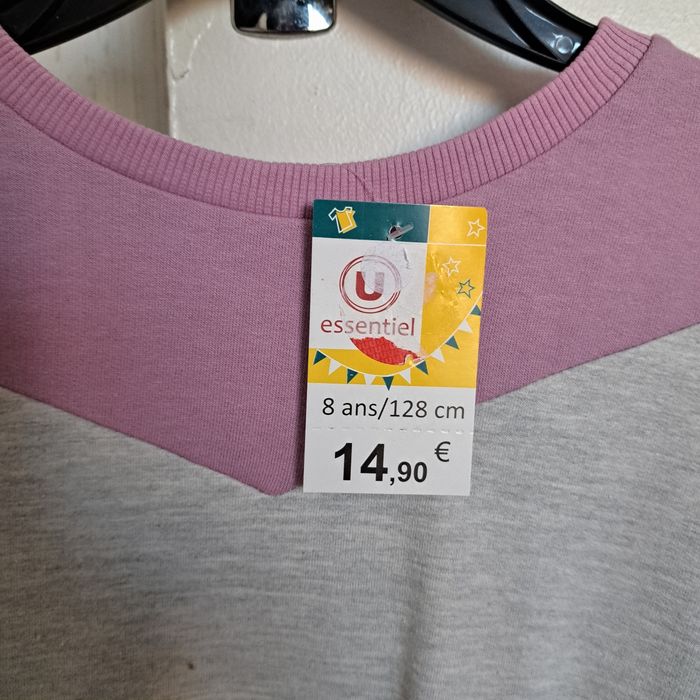 U
essentiel
8 ans/128 cm
14,90 €